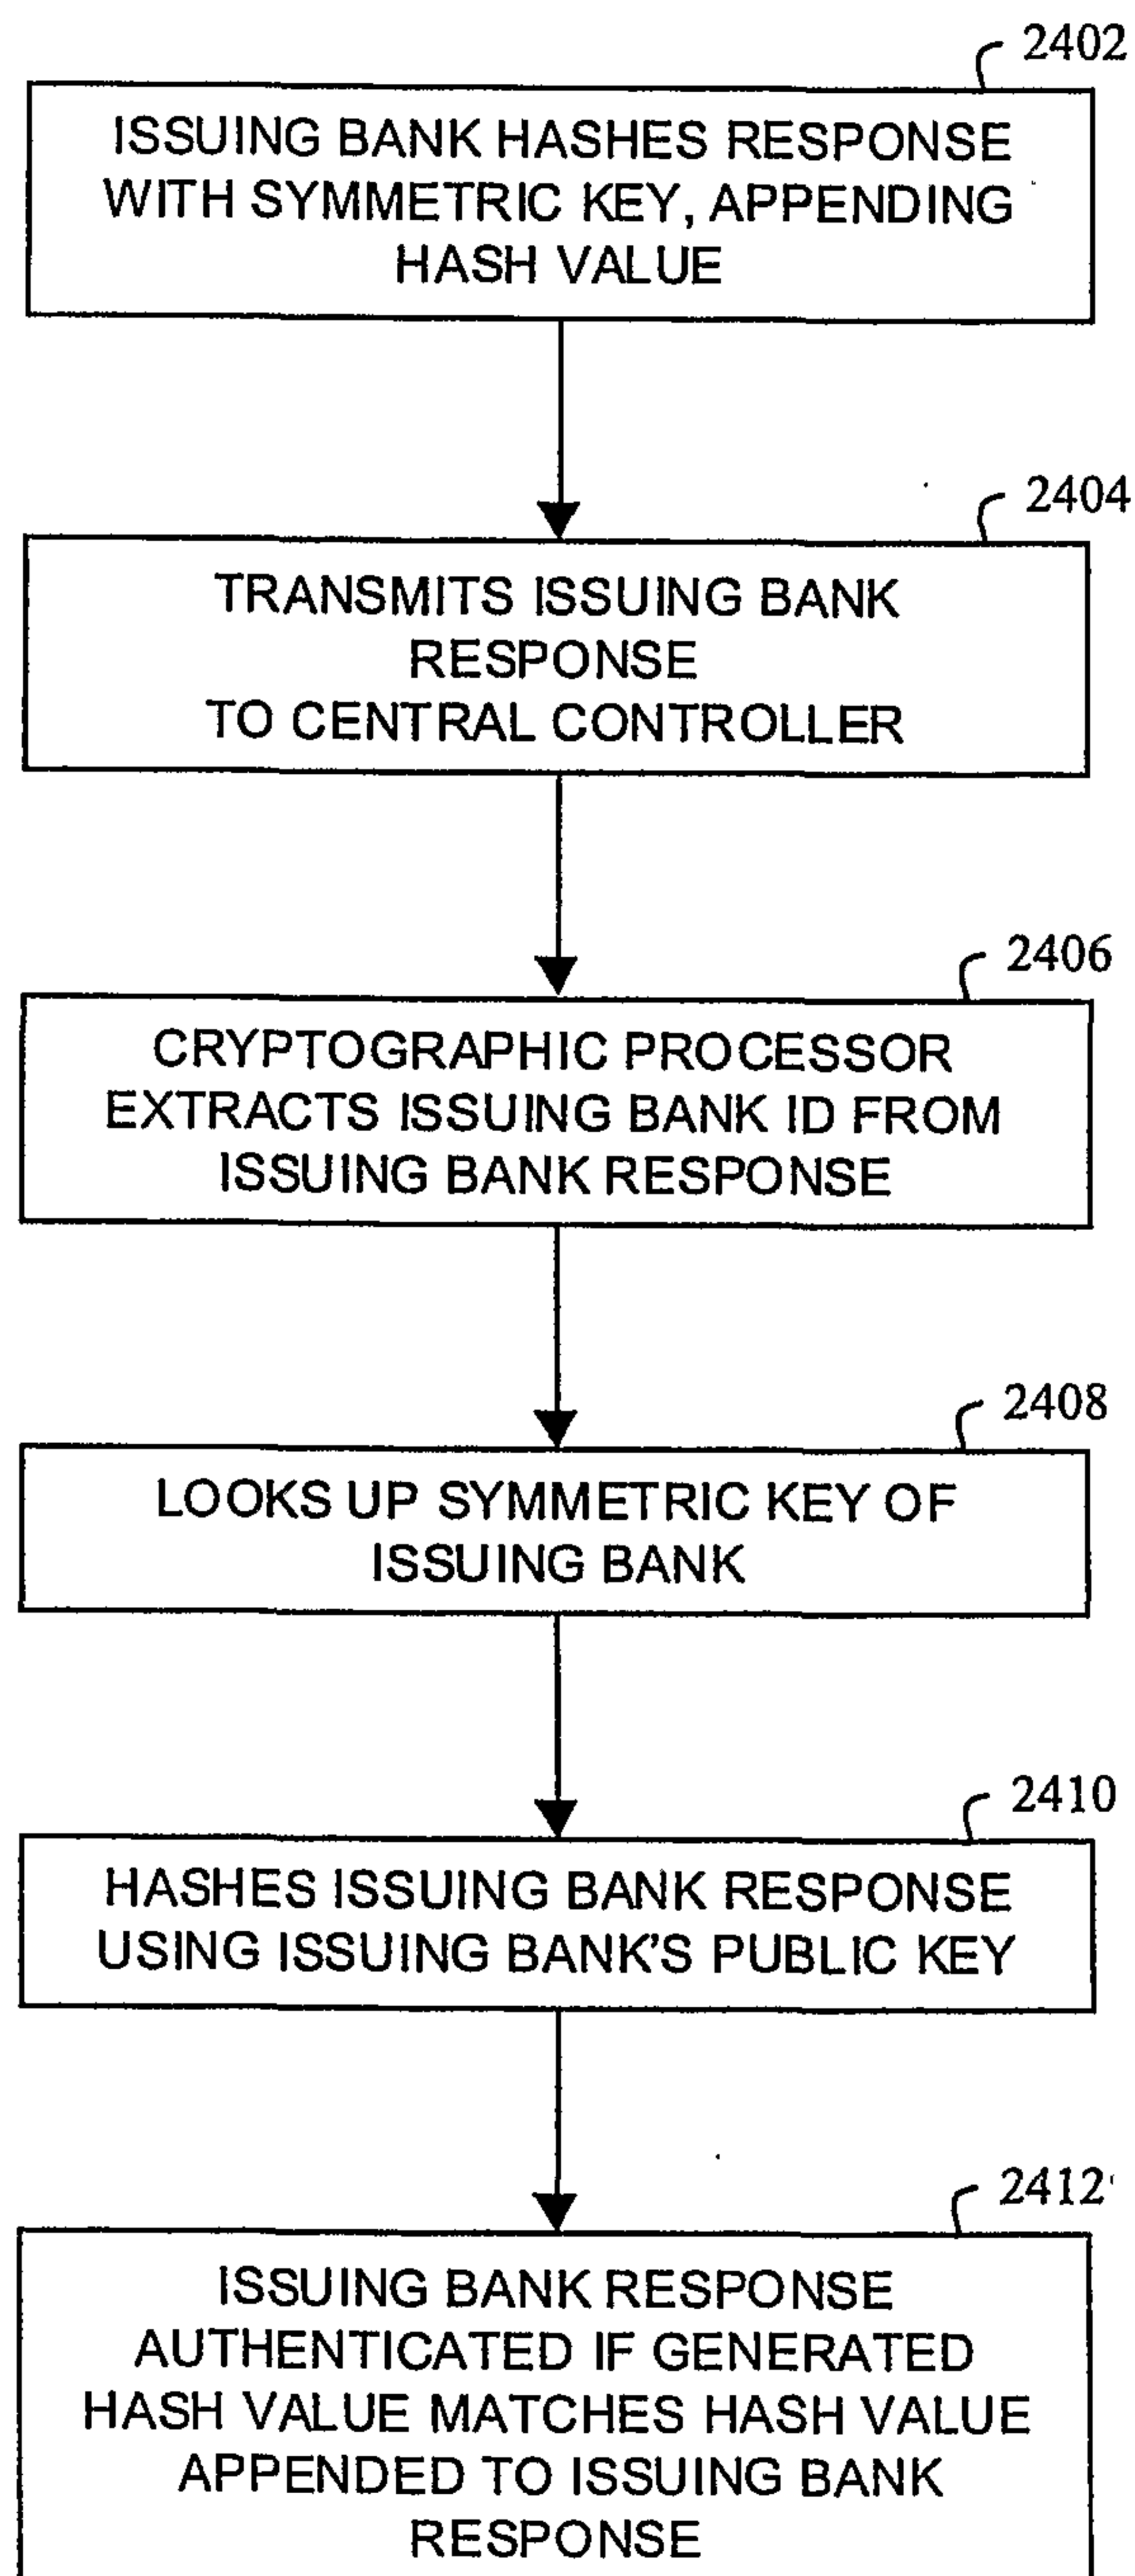 2402
ISSUING BANK HASHES RESPONSE
WITH SYMMETRIC KEY, APPENDING
HASH VALUE
2404
TRANSMITS ISSUING BANK
RESPONSE
TO CENTRAL CONTROLLER
2406
CRYPTOGRAPHIC PROCESSOR
EXTRACTS ISSUING BANK ID FROM
ISSUING BANK RESPONSE
2408
LOOKS UP SYMMETRIC KEY OF
ISSUING BANK
2410
HASHES ISSUING BANK RESPONSE
USING ISSUING BANK'S PUBLIC KEY
2412
ISSUING BANK RESPONSE
AUTHENTICATED IF GENERATED
HASH VALUE MATCHES HASH VALUE
APPENDED TO ISSUING BANK
RESPONSE